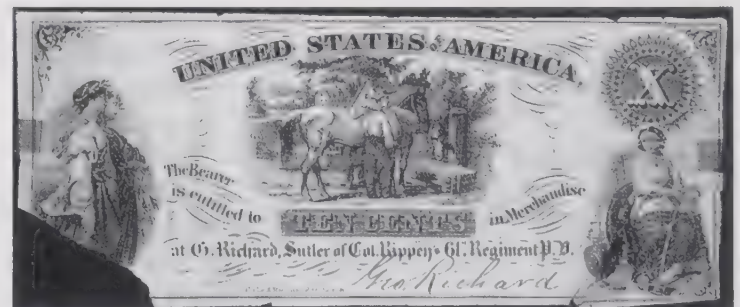 UNITED STATES OF AMERICA
X
The Bearer
is entitled to
TEN CENTS
in Merchandise
at G. Richard, Sutler of Col. Rippey's 61st Regiment P. V.
Geo. Richard